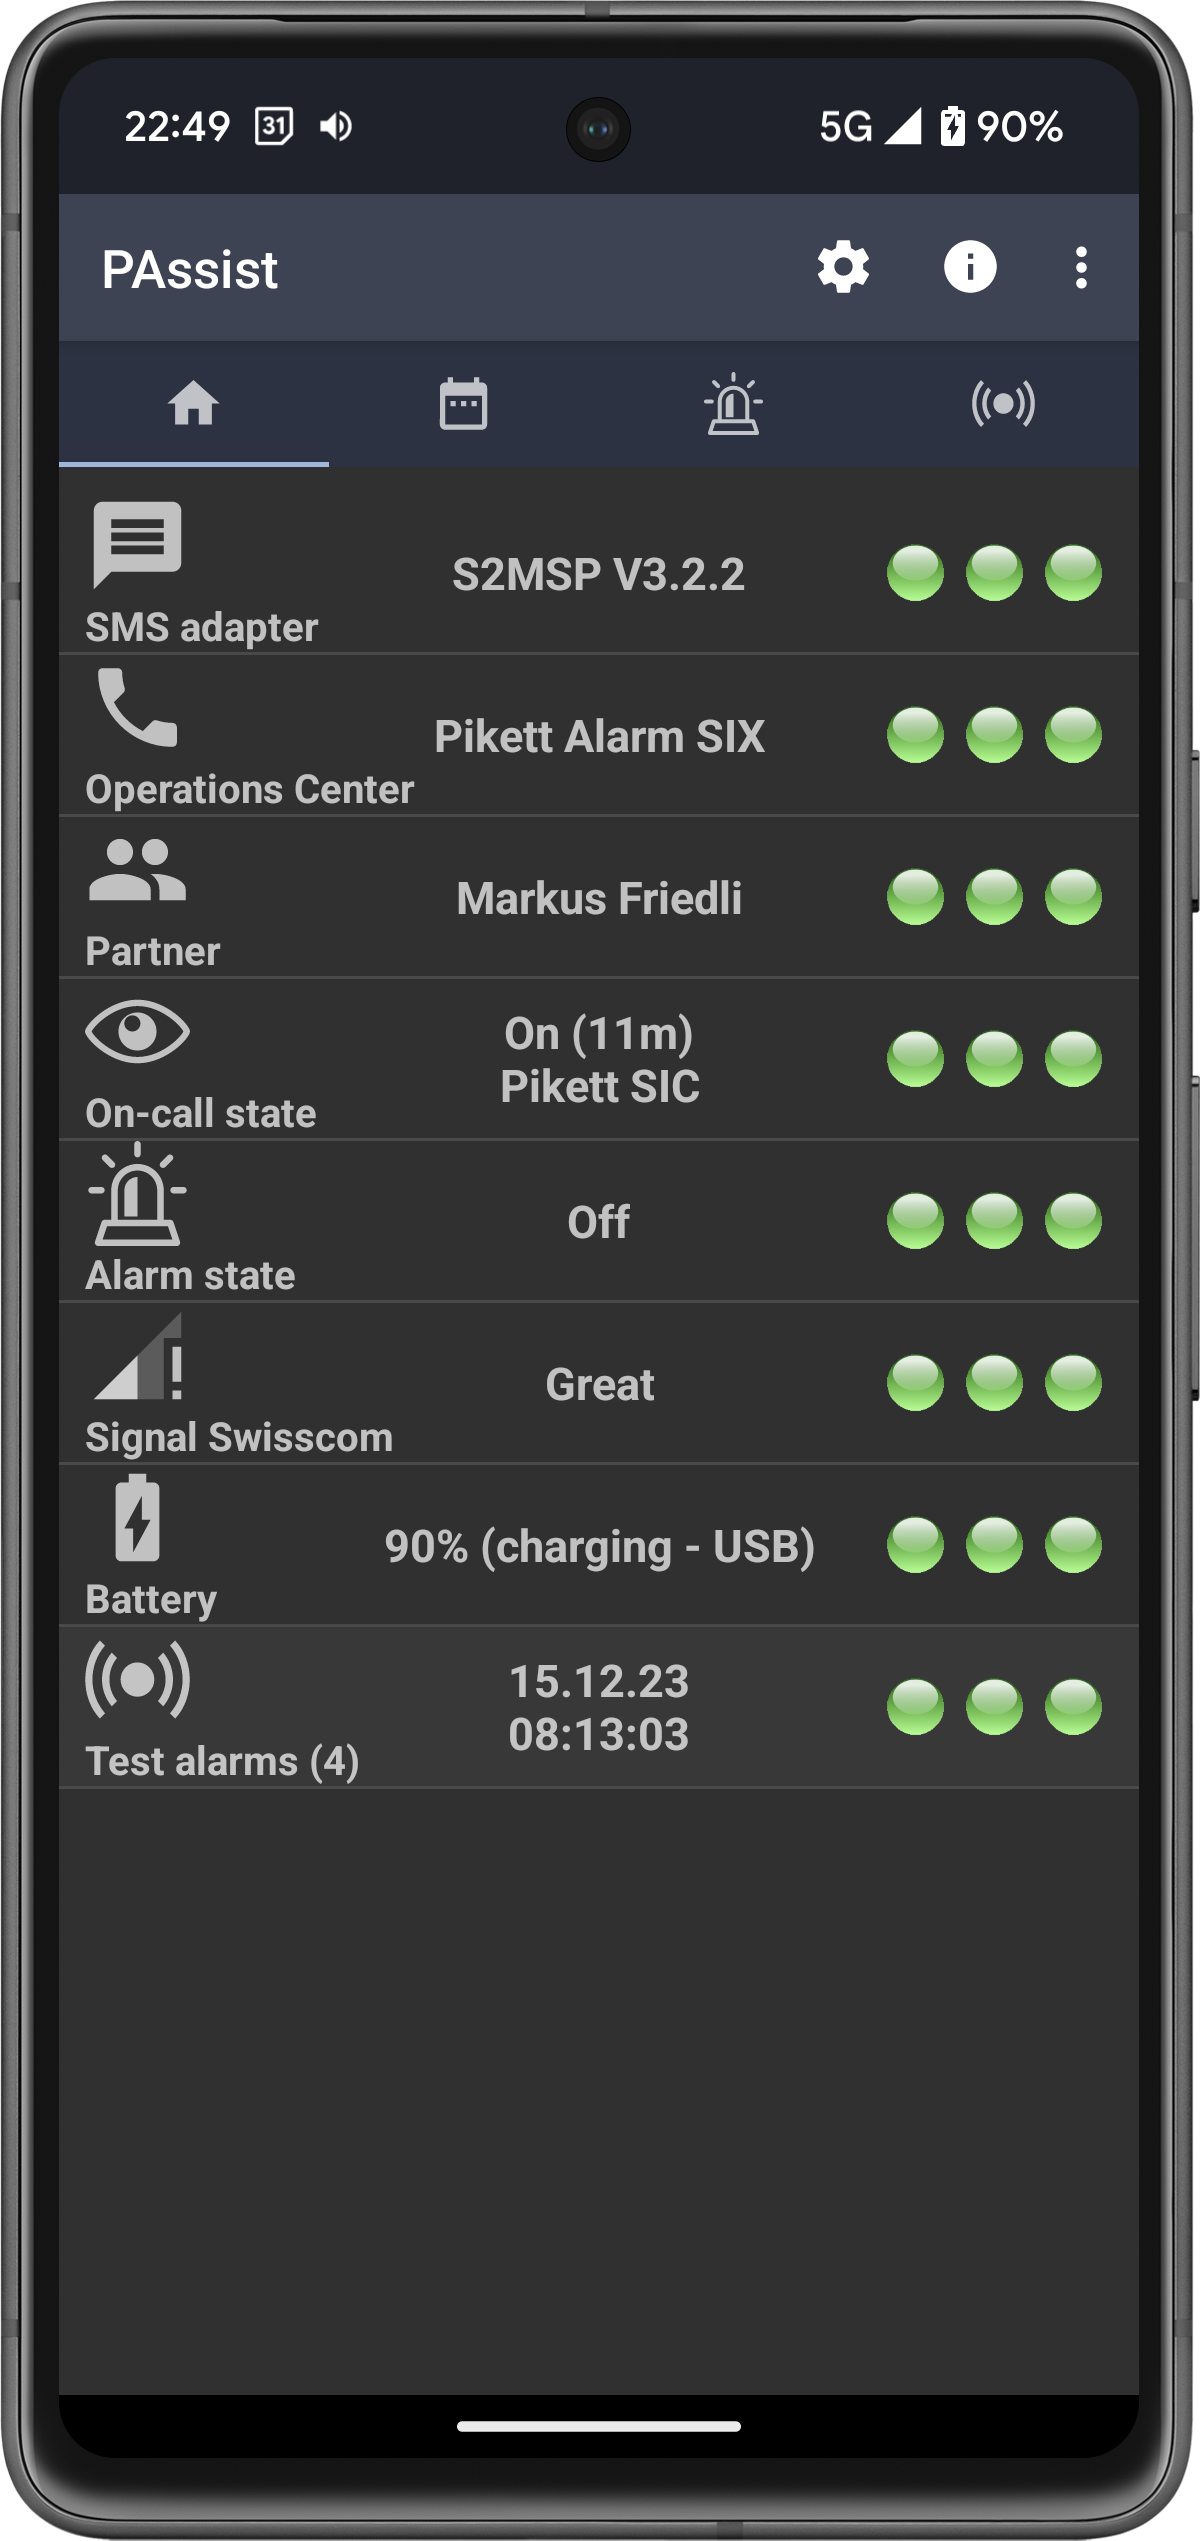 22:49 31 5G 90%
PAssist
S2MSP V3.2.2
SMS adapter
Pikett Alarm SIX
Operations Center
Markus Friedli
Partner
On (11m)
Pikett SIC
On-call state
Off
Alarm state
Great
Signal Swisscom
90% (charging - USB)
Battery
15.12.23
08:13:03
Test alarms (4)